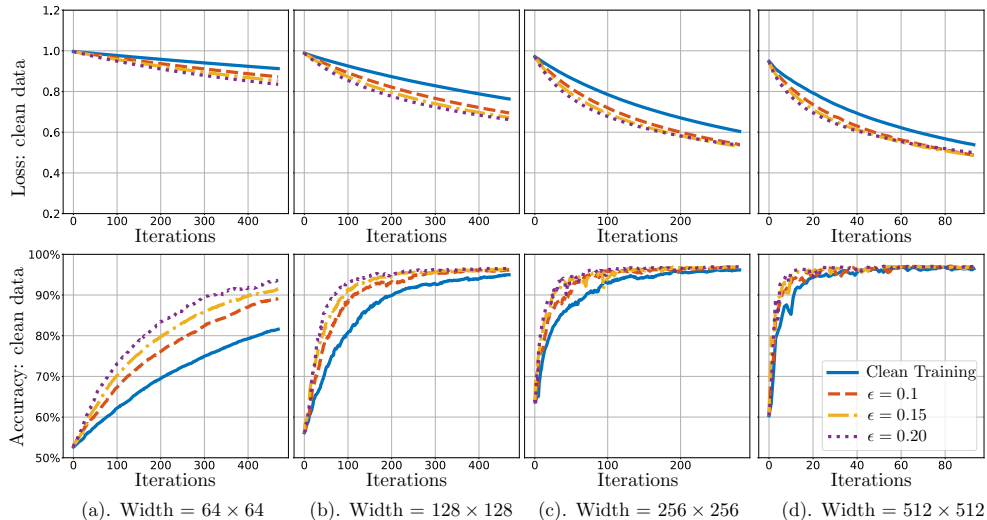 Loss: clean data
1.2
1.0
0.8
0.6
0.4
0.2
0 100 200 300 400
0 100 200 300 400
0 100 200
0 20 40 60 80
Iterations Iterations Iterations Iterations
Accuracy: clean data
100%
90%
80%
70%
60%
50%
Clean Training
ϵ = 0.1
ϵ = 0.15
ϵ = 0.20
0 100 200 300 400
0 100 200 300 400
0 100 200
0 20 40 60 80
Iterations Iterations Iterations Iterations
(a). Width = 64 × 64 (b). Width = 128 × 128 (c). Width = 256 × 256 (d). Width = 512 × 512